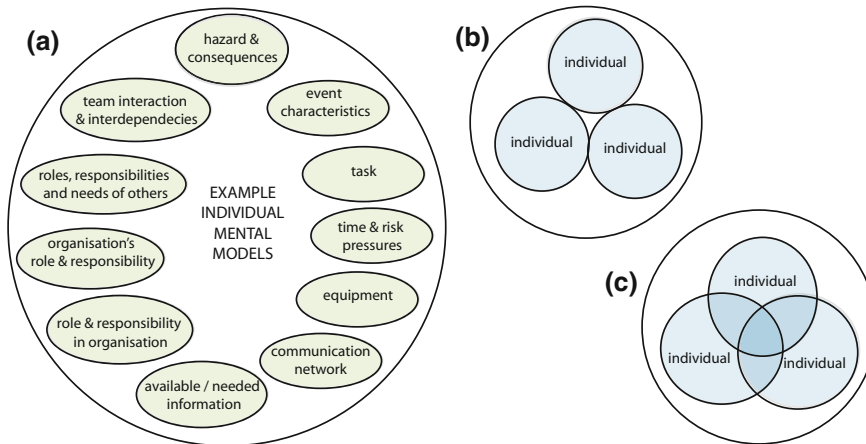 (a)
hazard &
consequences
event
characteristics
task
time & risk
pressures
equipment
communication
network
available / needed
information
role & responsibility
in organisation
organisation's
role & responsibility
roles, responsibilities
and needs of others
team interaction
& interdependecies
EXAMPLE
INDIVIDUAL
MENTAL
MODELS
(b)
individual
individual
individual
(c)
individual
individual
individual